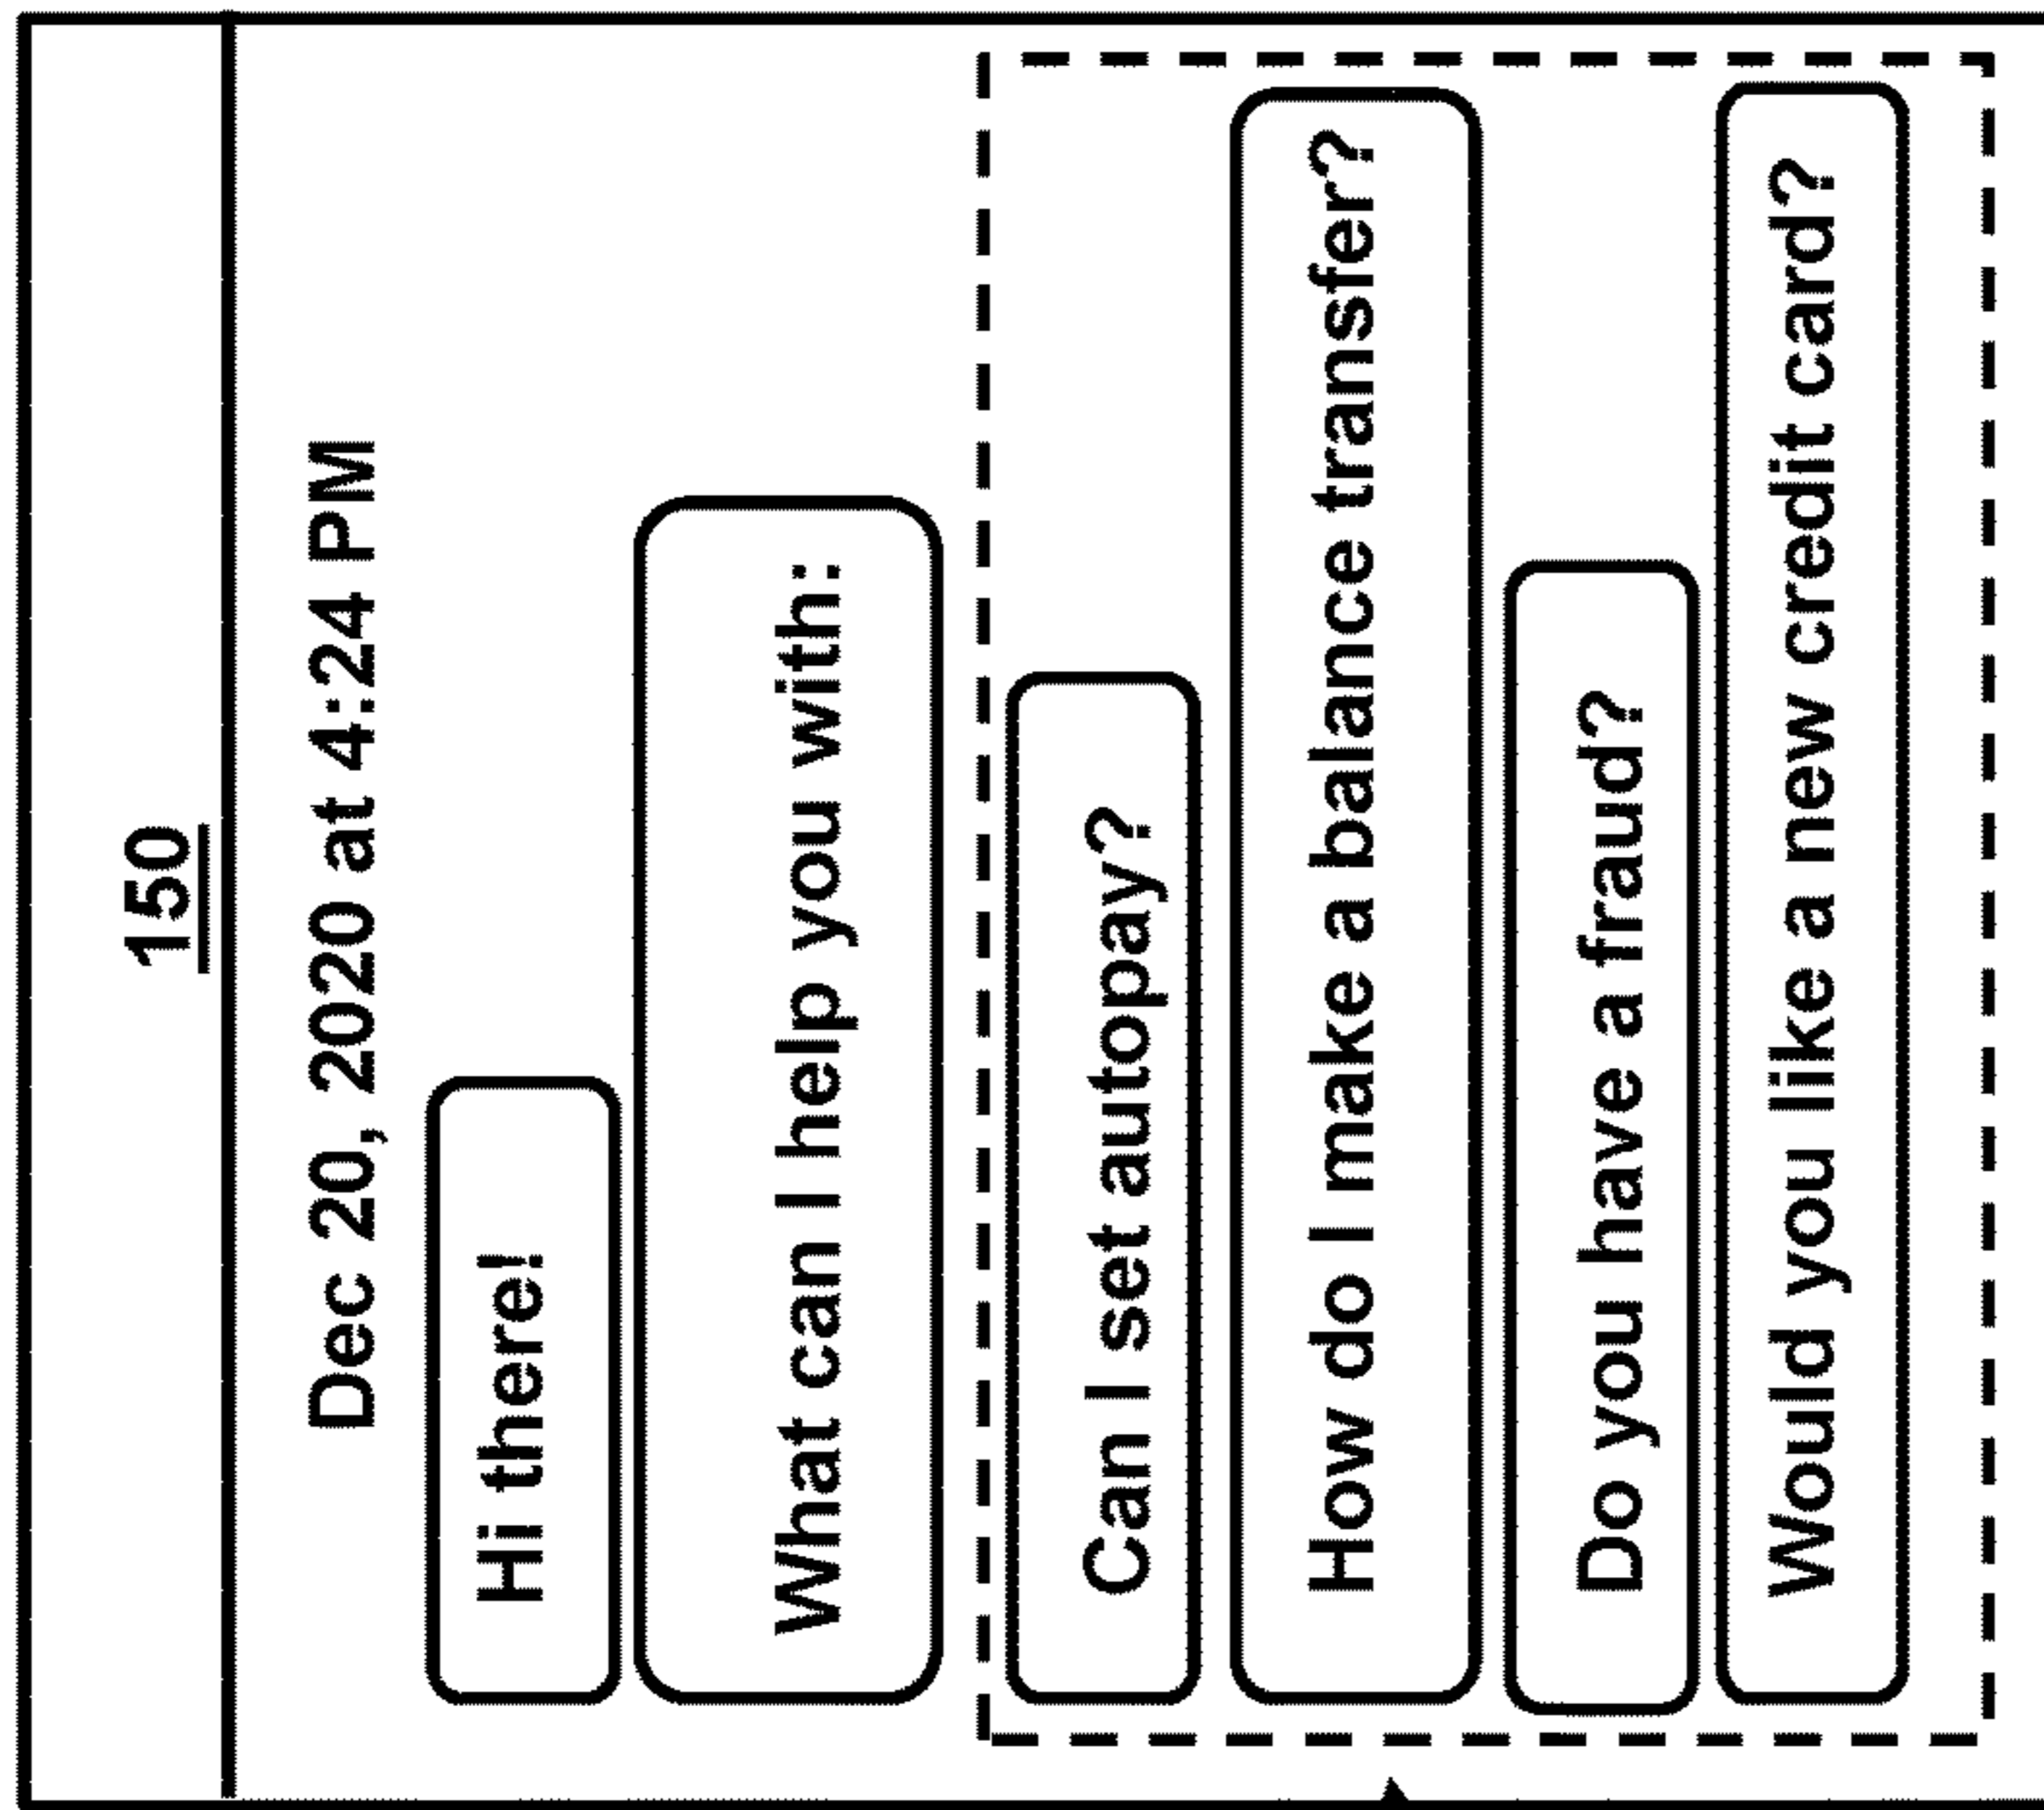 150
Dec 20, 2020 at 4:24 PM
Hi there!
What can I help you with:
Can I set autopay?
How do I make a balance transfer?
Do you have a fraud?
Would you like a new credit card?